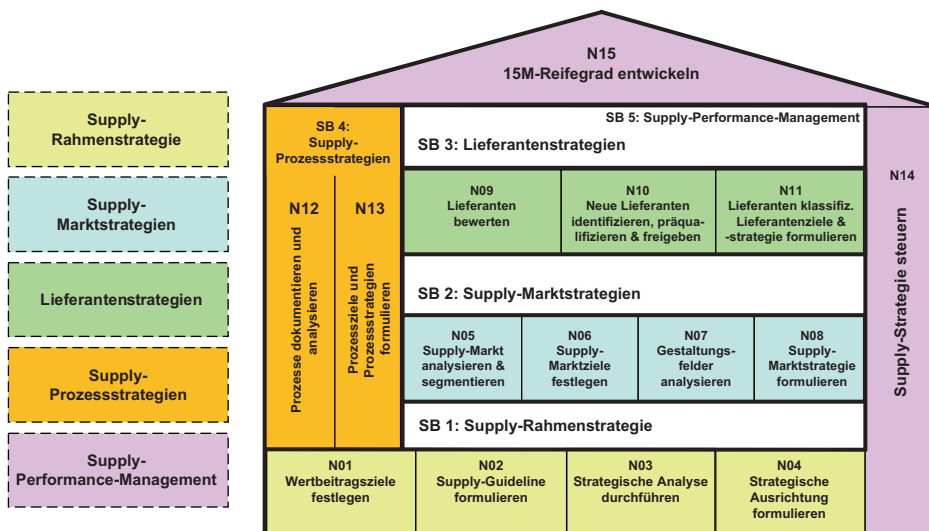 N15
15M-Reifegrad entwickeln
Supply-
Rahmenstrategie
Supply-
Marktstrategien
Lieferantenstrategien
Supply-
Prozessstrategien
Supply-
Performance-Management
SB 4:
Supply-
Prozessstrategien
N12
Prozesse dokumentieren und
analysieren
N13
Prozessziele und
Prozessstrategien
formulieren
SB 5: Supply-Performance-Management
SB 3: Lieferantenstrategien
N09
Lieferanten
bewerten
N10
Neue Lieferanten
identifizieren, präqua-
lifizieren & freigeben
N11
Lieferanten klassifiz.
Lieferantenziele &
-strategie formulieren
SB 2: Supply-Marktstrategien
N05
Supply-Markt
analysieren &
segmentieren
N06
Supply-
Marktziele
festlegen
N07
Gestaltungs-
felder
analysieren
N08
Supply-
Marktstrategie
formulieren
SB 1: Supply-Rahmenstrategie
N01
Wertbeitragsziele
festlegen
N02
Supply-Guideline
formulieren
N03
Strategische Analyse
durchführen
N04
Strategische
Ausrichtung
formulieren
N14
Supply-Strategie steuern